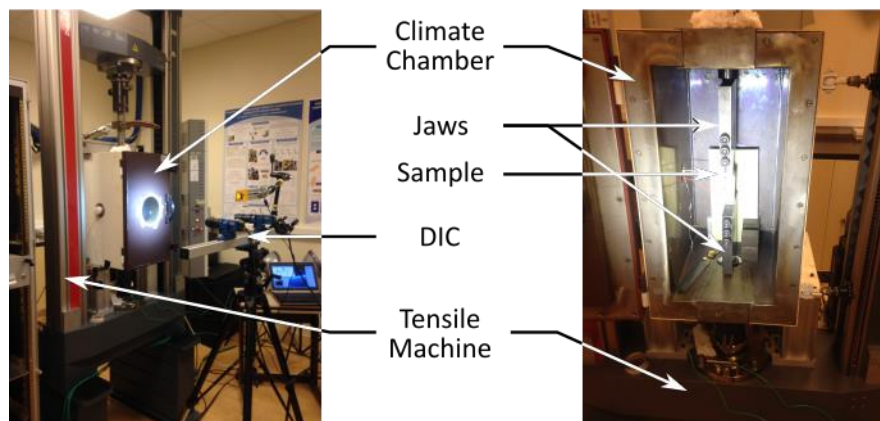 Climate
Chamber
Jaws
Sample
DIC
Tensile
Machine